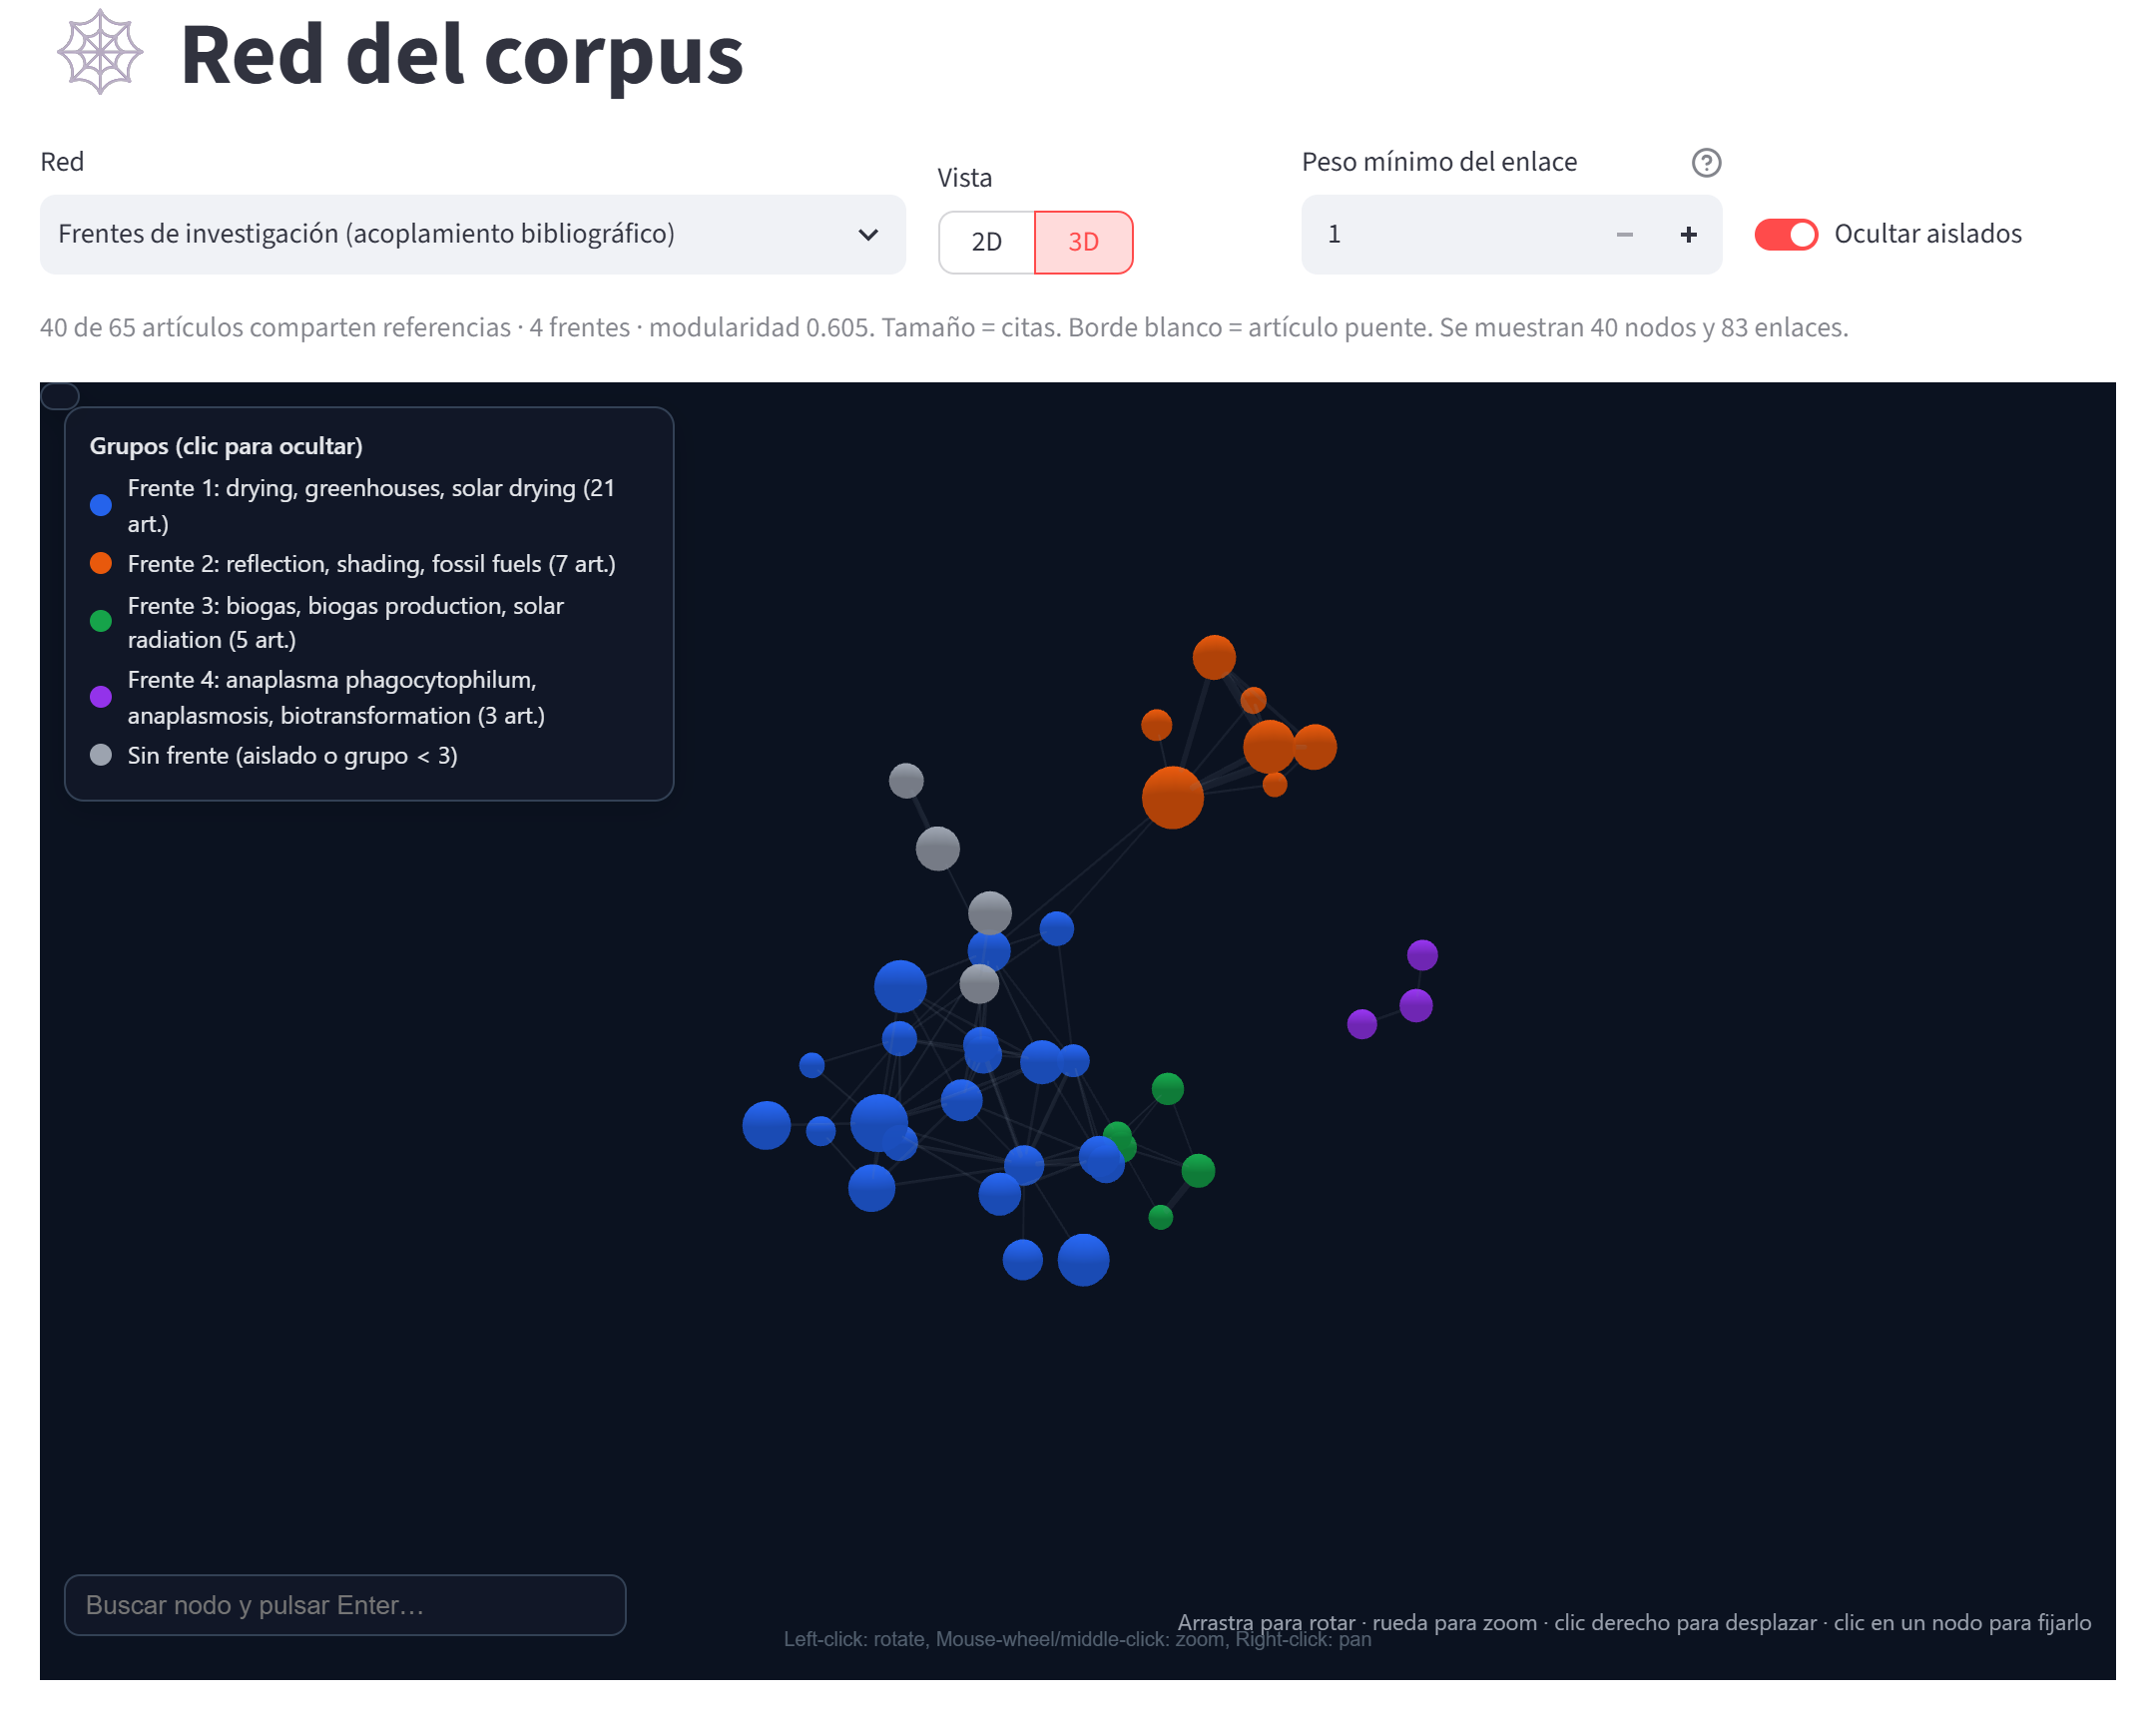 Red del corpus
Red
Frentes de investigación (acoplamiento bibliográfico)
Vista
2D
3D
Peso mínimo del enlace
?
1
− +
Ocultar aislados
40 de 65 artículos comparten referencias · 4 frentes · modularidad 0.605. Tamaño = citas. Borde blanco = artículo puente. Se muestran 40 nodos y 83 enlaces.
Grupos (clic para ocultar)
Frente 1: drying, greenhouses, solar drying (21
art.)
Frente 2: reflection, shading, fossil fuels (7 art.)
Frente 3: biogas, biogas production, solar
radiation (5 art.)
Frente 4: anaplasma phagocytophilum,
anaplasmosis, biotransformation (3 art.)
Sin frente (aislado o grupo < 3)
Buscar nodo y pulsar Enter…
Arrastra para rotar · rueda para zoom · clic derecho para desplazar · clic en un nodo para fijarlo
Left-click: rotate, Mouse-wheel/middle-click: zoom, Right-click: pan